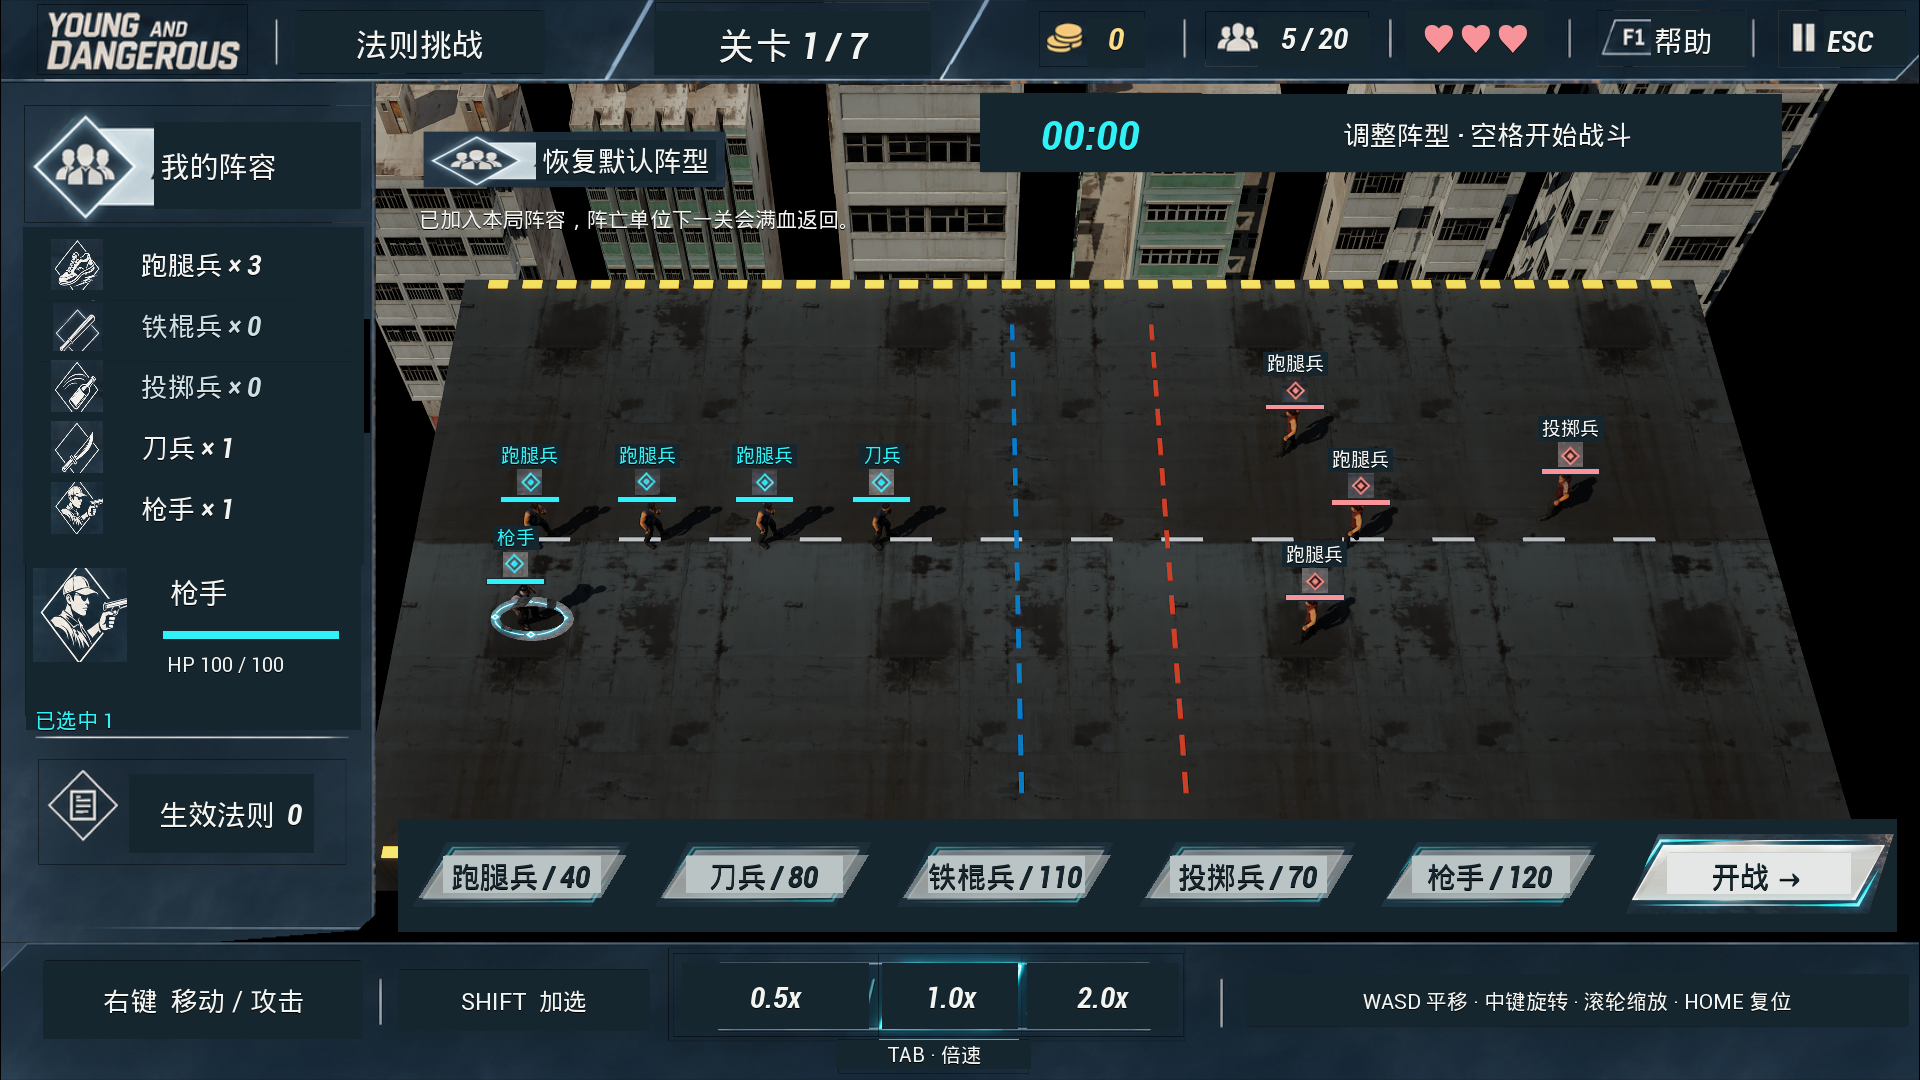 YOUNG AND
DANGEROUS
法则挑战
关卡 1 / 7
0
5 / 20
F1 帮助
ESC
我的阵容
恢复默认阵型
00:00
调整阵型 · 空格开始战斗
已加入本局阵容，阵亡单位下一关会满血返回。
跑腿兵 × 3
铁棍兵 × 0
投掷兵 × 0
刀兵 × 1
枪手 × 1
跑腿兵
跑腿兵
跑腿兵
刀兵
枪手
跑腿兵
跑腿兵
投掷兵
跑腿兵
枪手
HP 100 / 100
已选中 1
生效法则 0
跑腿兵 / 40
刀兵 / 80
铁棍兵 / 110
投掷兵 / 70
枪手 / 120
开战 →
右键 移动 / 攻击
SHIFT 加选
0.5x
1.0x
2.0x
TAB · 倍速
WASD 平移 · 中键旋转 · 滚轮缩放 · HOME 复位